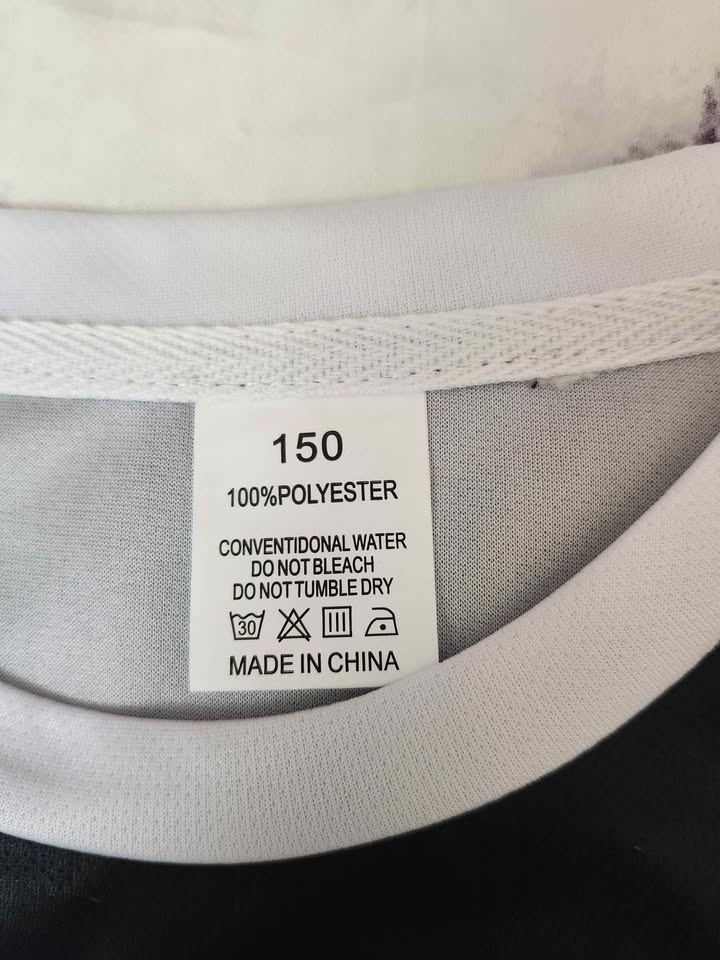 150
100%POLYESTER
CONVENTIDONAL WATER
DO NOT BLEACH
DO NOT TUMBLE DRY
30
MADE IN CHINA